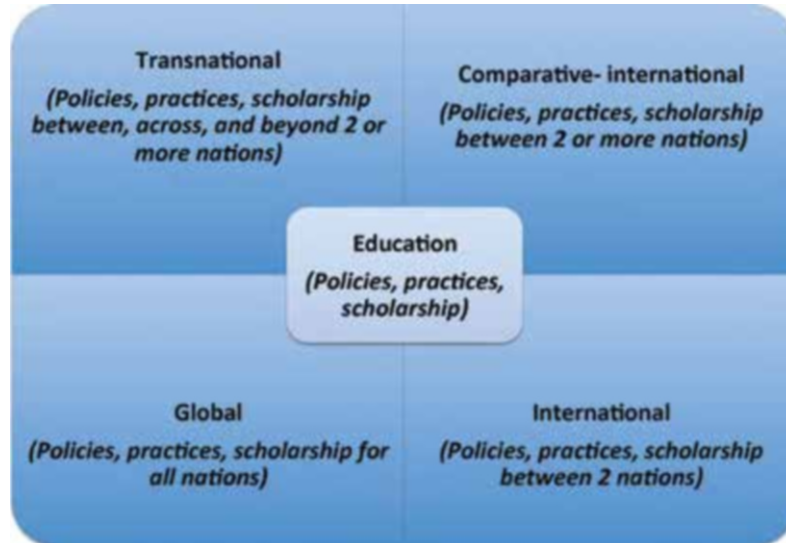 Transnational
(Policies, practices, scholarship
between, across, and beyond 2 or
more nations)
Comparative- international
(Policies, practices, scholarship
between 2 or more nations)
Education
(Policies, practices,
scholarship)
Global
(Policies, practices, scholarship for
all nations)
International
(Policies, practices, scholarship
between 2 nations)